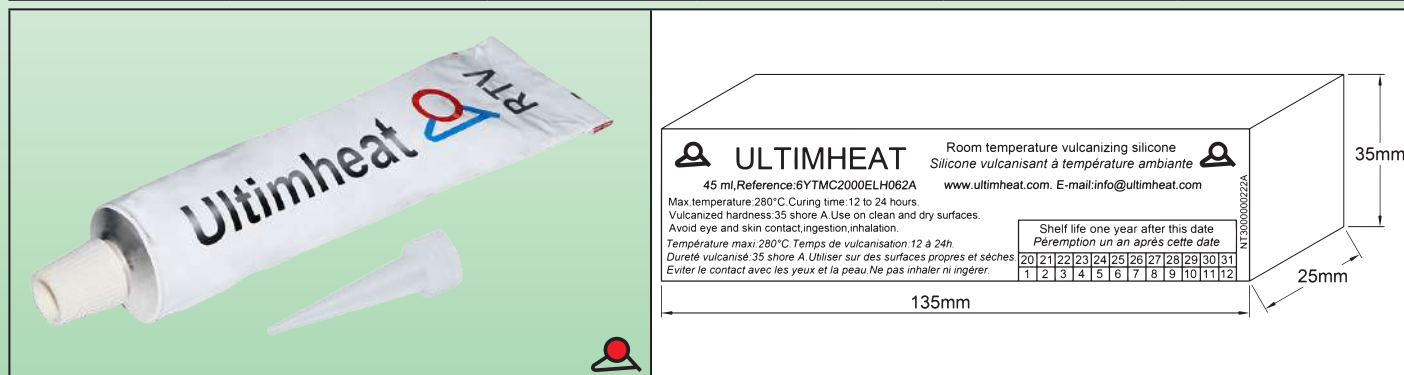 Ultimheat
RTV
ULTIMHEAT
45 ml,Reference:6YTMC2000ELH062A
Room temperature vulcanizing silicone
Silicone vulcanisant à température ambiante
www.ultimheat.com. E-mail:info@ultimheat.com
Max.temperature:280°C.Curing time:12 to 24 hours.
Vulcanized hardness:35 shore A.Use on clean and dry surfaces.
Avoid eye and skin contact,ingestion,inhalation.
Température maxi:280°C.Temps de vulcanisation:12 à 24h.
Dureté vulcanisé:35 shore A.Utiliser sur des surfaces propres et sèches.
Eviter le contact avec les yeux et la peau.Ne pas inhaler ni ingérer.
Shelf life one year after this date
Péremption un an après cette date
20 21 22 23 24 25 26 27 28 29 30 31
1 2 3 4 5 6 7 8 9 10 11 12
NT3000000222A
35mm
25mm
135mm